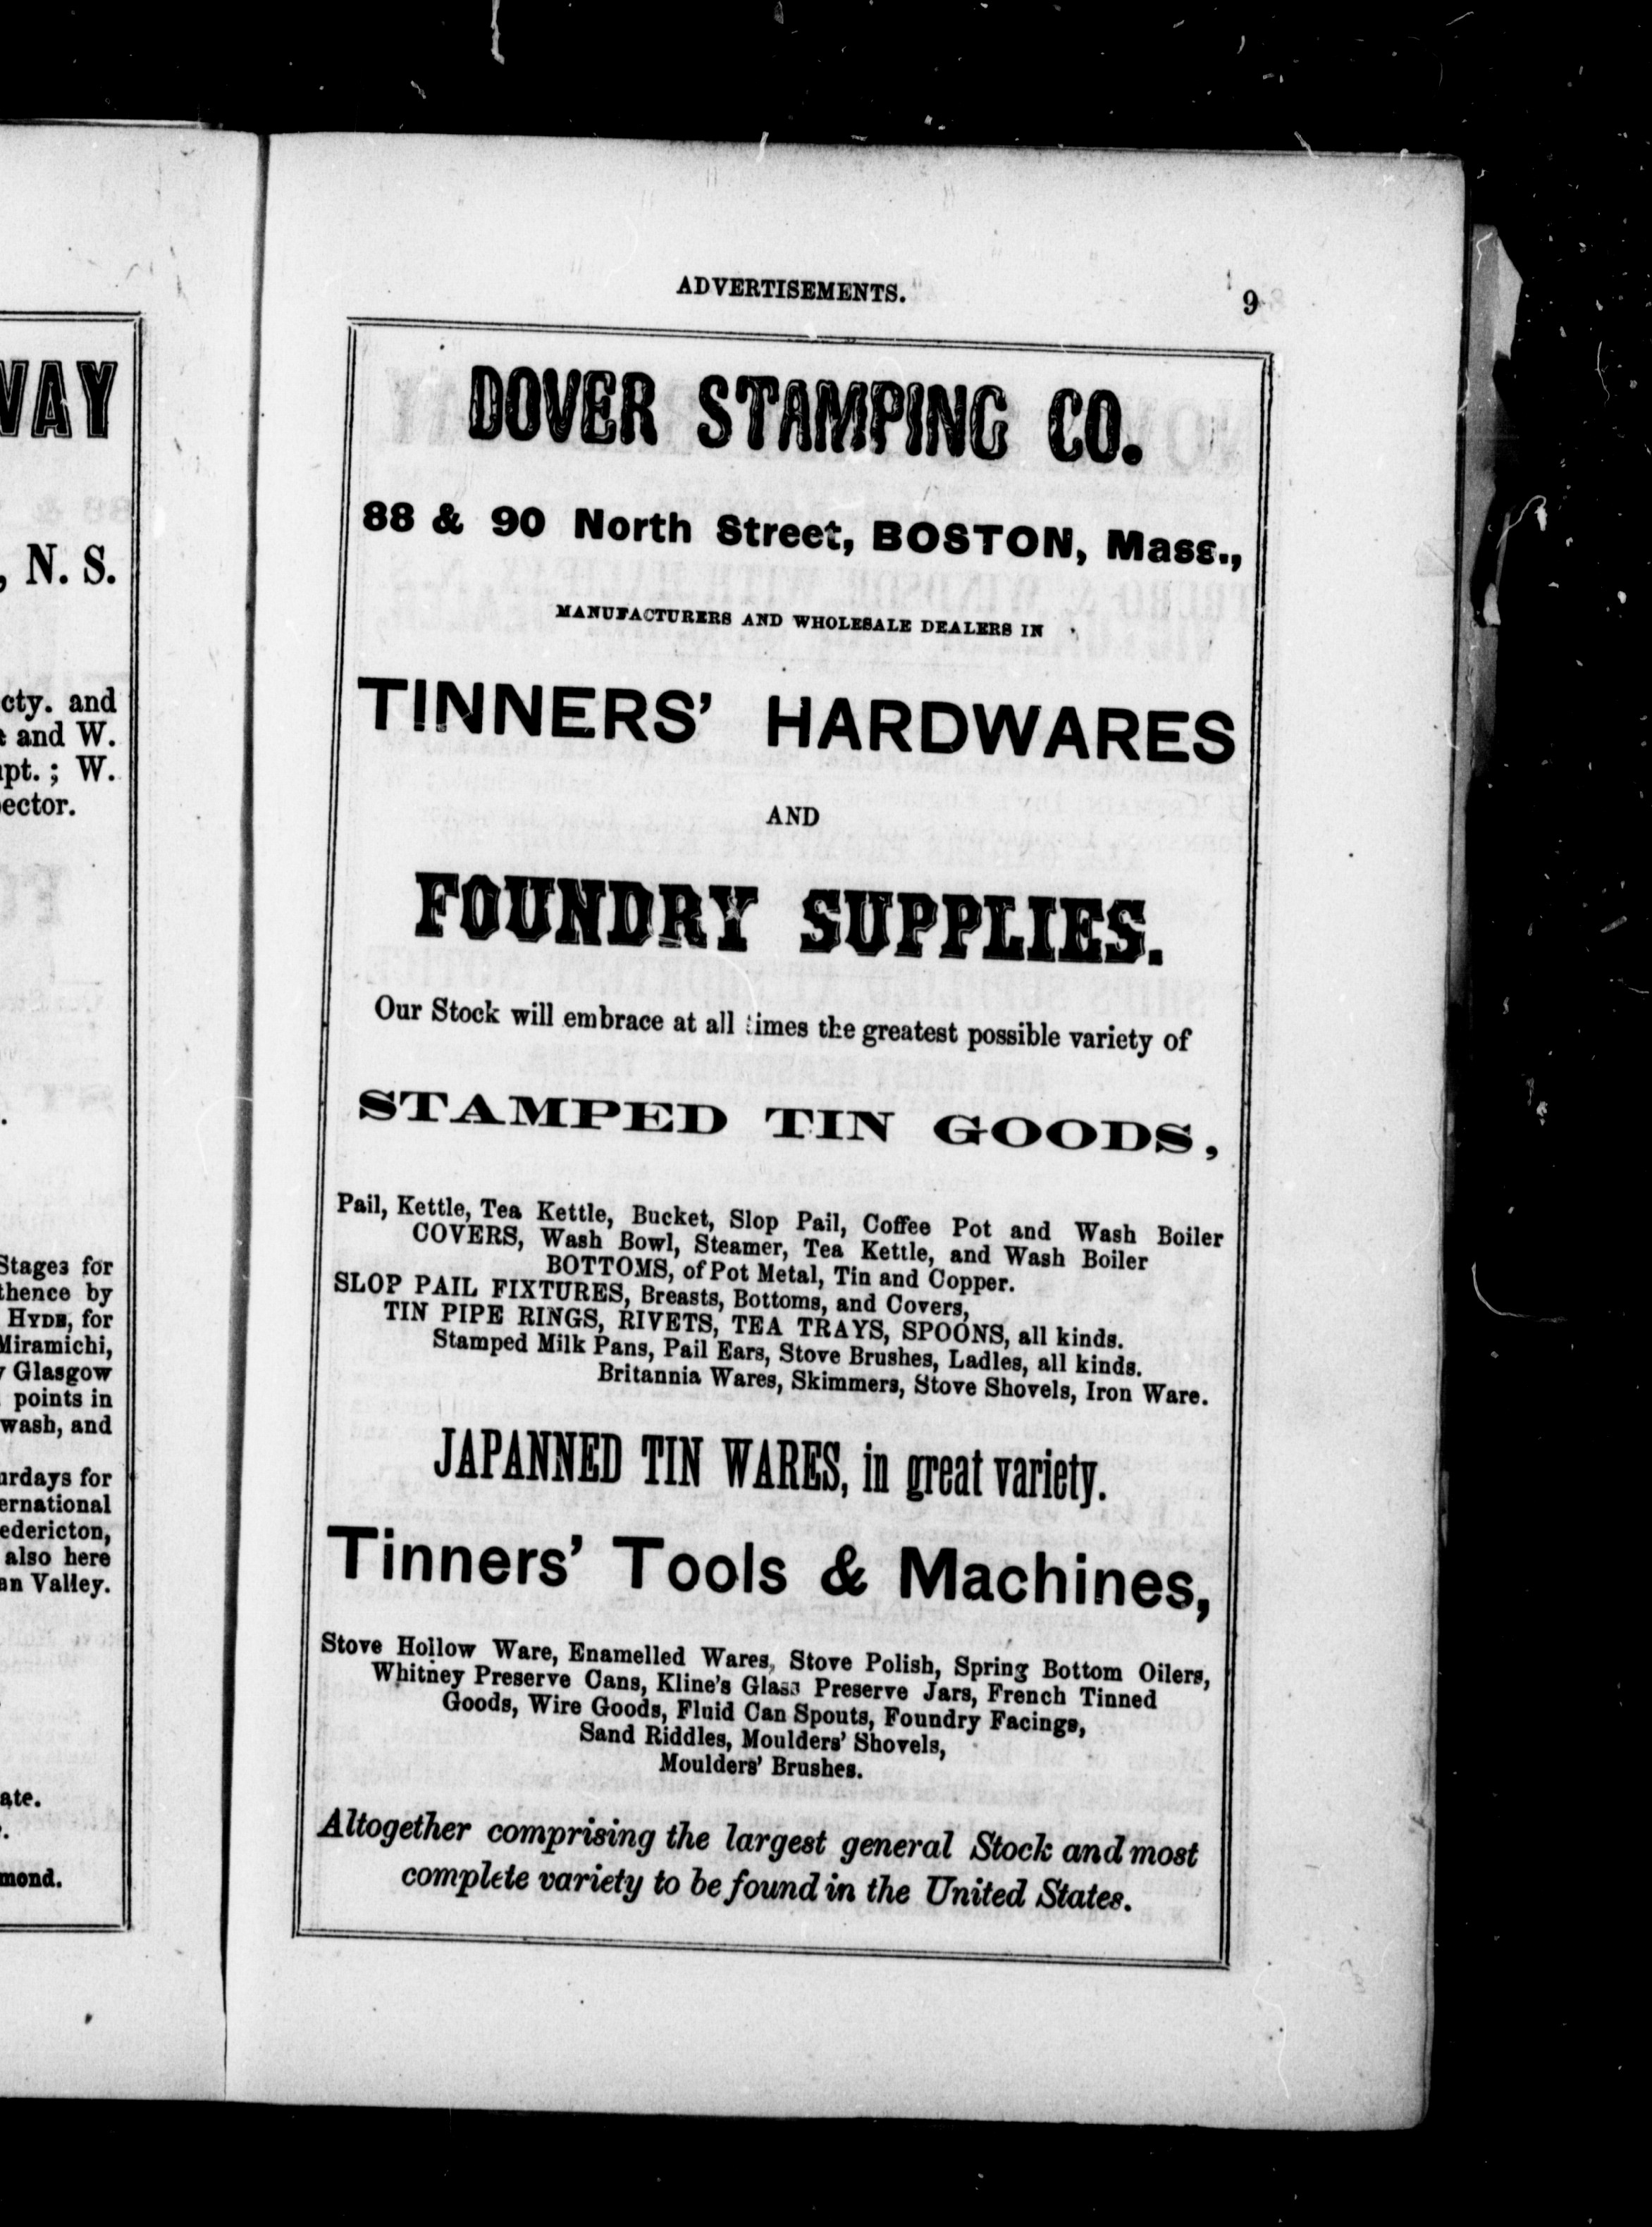 WAY
, N. S.
cty. and
and W.
pt. ; W.
ector.
Stages for
thence by
HYDE, for
Miramichi,
Glasgow
points in
wash, and
urdays for
ernational
edericton,
also here
an Valley.
ate.
mond.
ADVERTISEMENTS.
9
DOVER STAMPING CO.
88 & 90 North Street, BOSTON, Mass.,
MANUFACTURERS AND WHOLESALE DEALERS IN
TINNERS' HARDWARES
AND
FOUNDRY SUPPLIES.
Our Stock will embrace at all times the greatest possible variety of
STAMPED TIN GOODS,
Pail, Kettle, Tea Kettle, Bucket, Slop Pail, Coffee Pot and Wash Boiler
COVERS, Wash Bowl, Steamer, Tea Kettle, and Wash Boiler
BOTTOMS, of Pot Metal, Tin and Copper.
SLOP PAIL FIXTURES, Breasts, Bottoms, and Covers,
TIN PIPE RINGS, RIVETS, TEA TRAYS, SPOONS, all kinds.
Stamped Milk Pans, Pail Ears, Stove Brushes, Ladles, all kinds.
Britannia Wares, Skimmers, Stove Shovels, Iron Ware.
JAPANNED TIN WARES, in great variety.
Tinners' Tools & Machines,
Stove Hollow Ware, Enamelled Wares, Stove Polish, Spring Bottom Oilers,
Whitney Preserve Cans, Kline's Glass Preserve Jars, French Tinned
Goods, Wire Goods, Fluid Can Spouts, Foundry Facings,
Sand Riddles, Moulders' Shovels,
Moulders' Brushes.
Altogether comprising the largest general Stock and most
complete variety to be found in the United States.